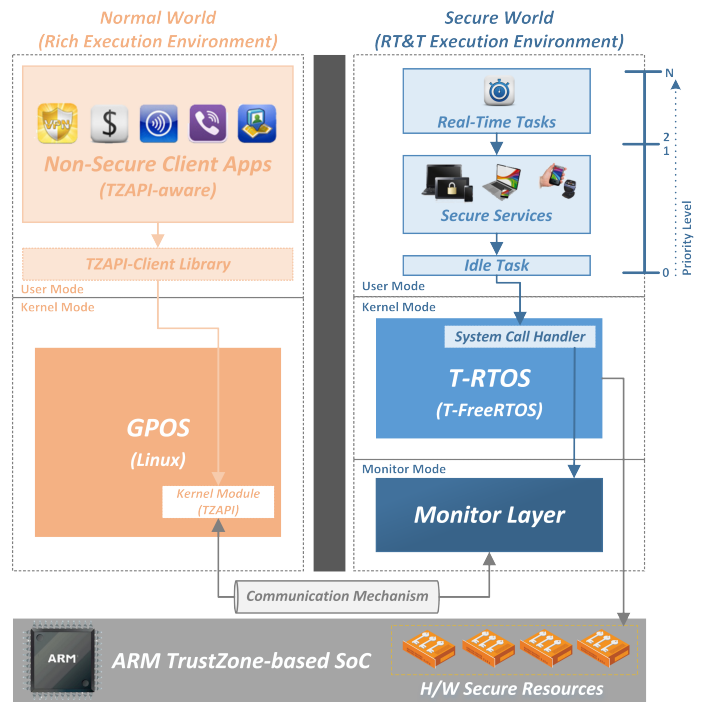 Normal World
(Rich Execution Environment)
VPN
$
Non-Secure Client Apps
(TZAPI-aware)
TZAPI-Client Library
User Mode
Kernel Mode
GPOS
(Linux)
Kernel Module
(TZAPI)
Secure World
(RT&T Execution Environment)
Real-Time Tasks
Secure Services
Idle Task
User Mode
N
2
1
0
Priority Level
Kernel Mode
System Call Handler
T-RTOS
(T-FreeRTOS)
Monitor Mode
Monitor Layer
Communication Mechanism
ARM
ARM TrustZone-based SoC
H/W Secure Resources